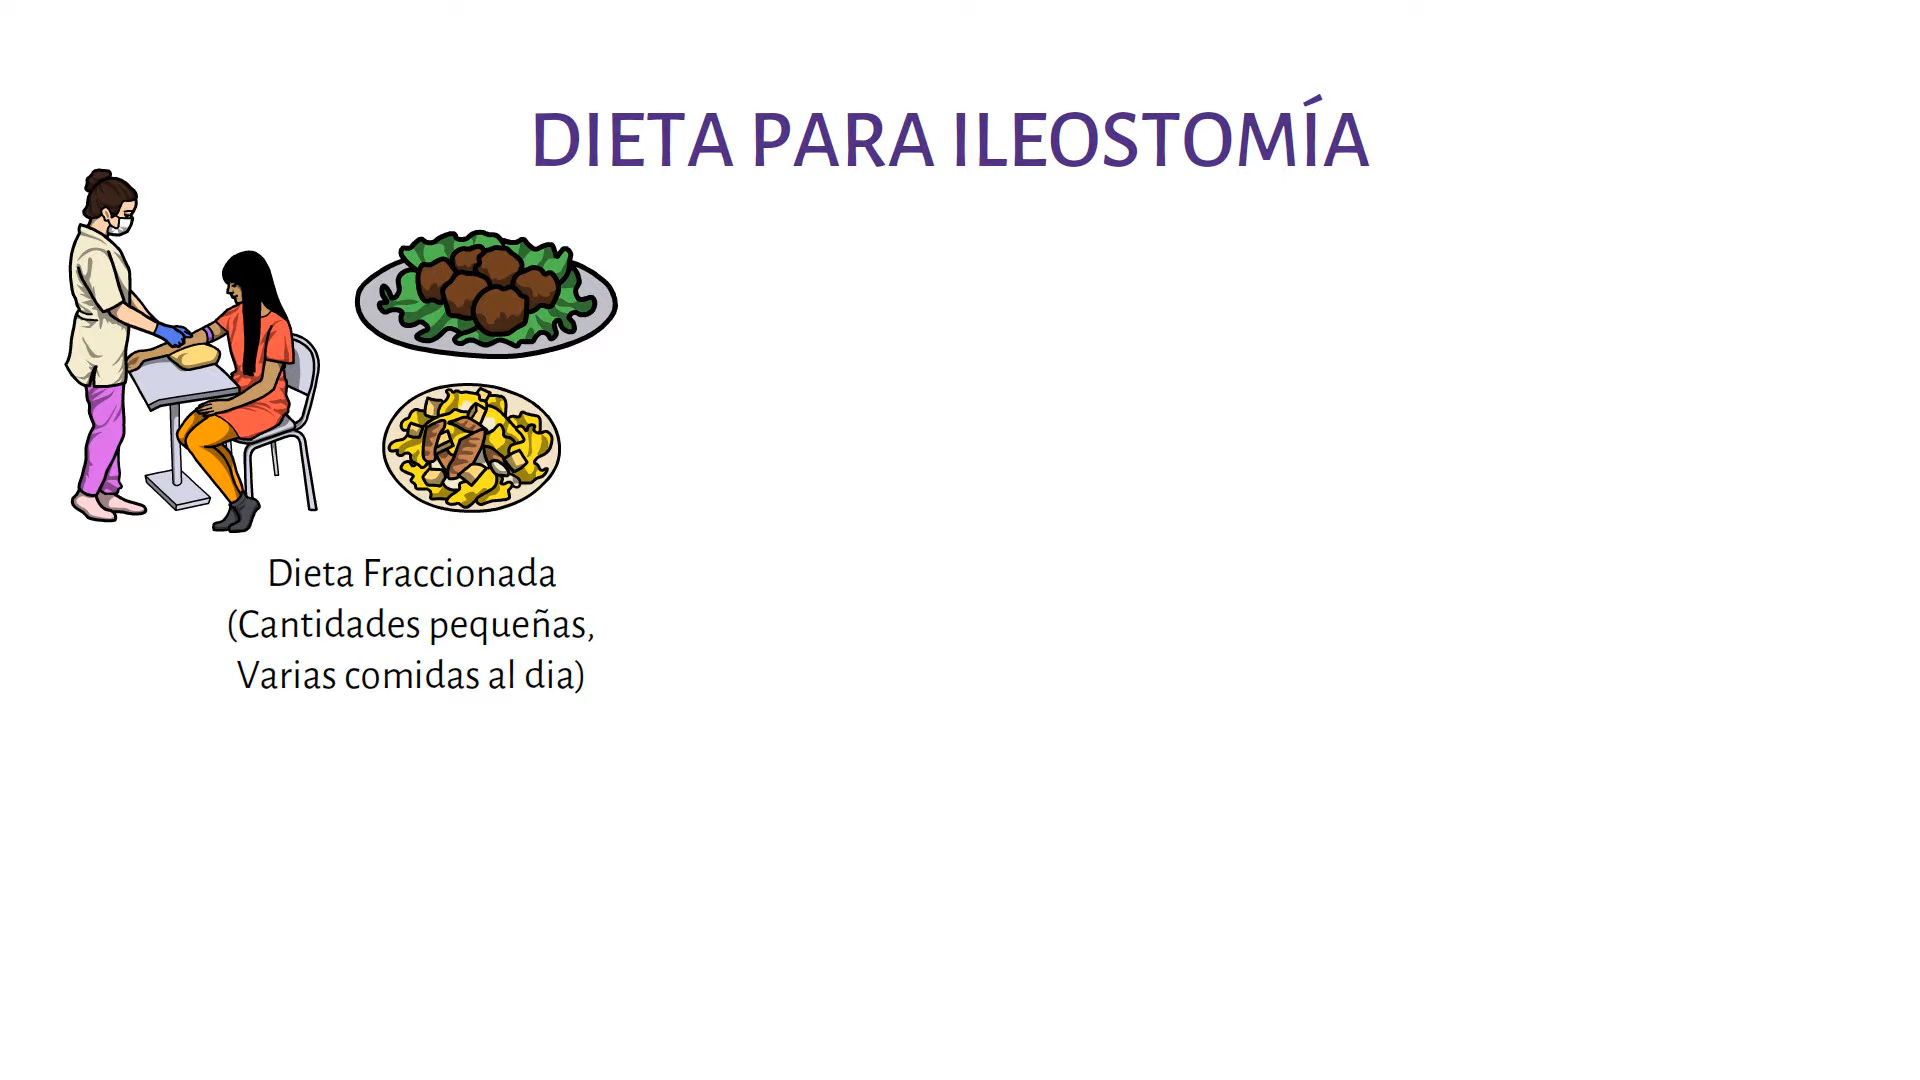 DIETA PARA ILEOSTOMÍA
Dieta Fraccionada
(Cantidades pequeñas,
Varias comidas al dia)